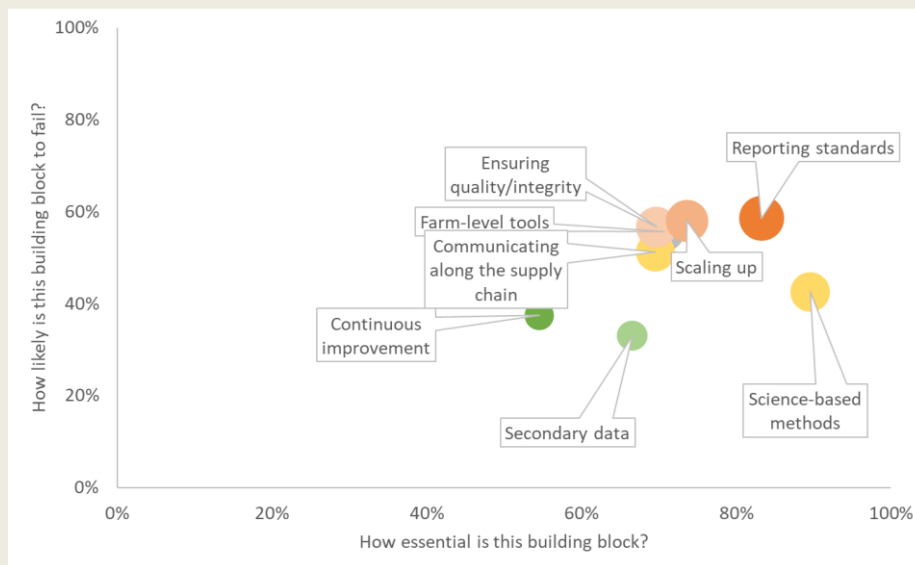 100%
80%
60%
40%
20%
0%
How likely is this building block to fail?
Ensuring
quality/integrity
Farm-level tools
Communicating
along the supply
chain
Continuous
improvement
Secondary data
Reporting standards
Scaling up
Science-based
methods
0%
20%
40%
60%
80%
100%
How essential is this building block?